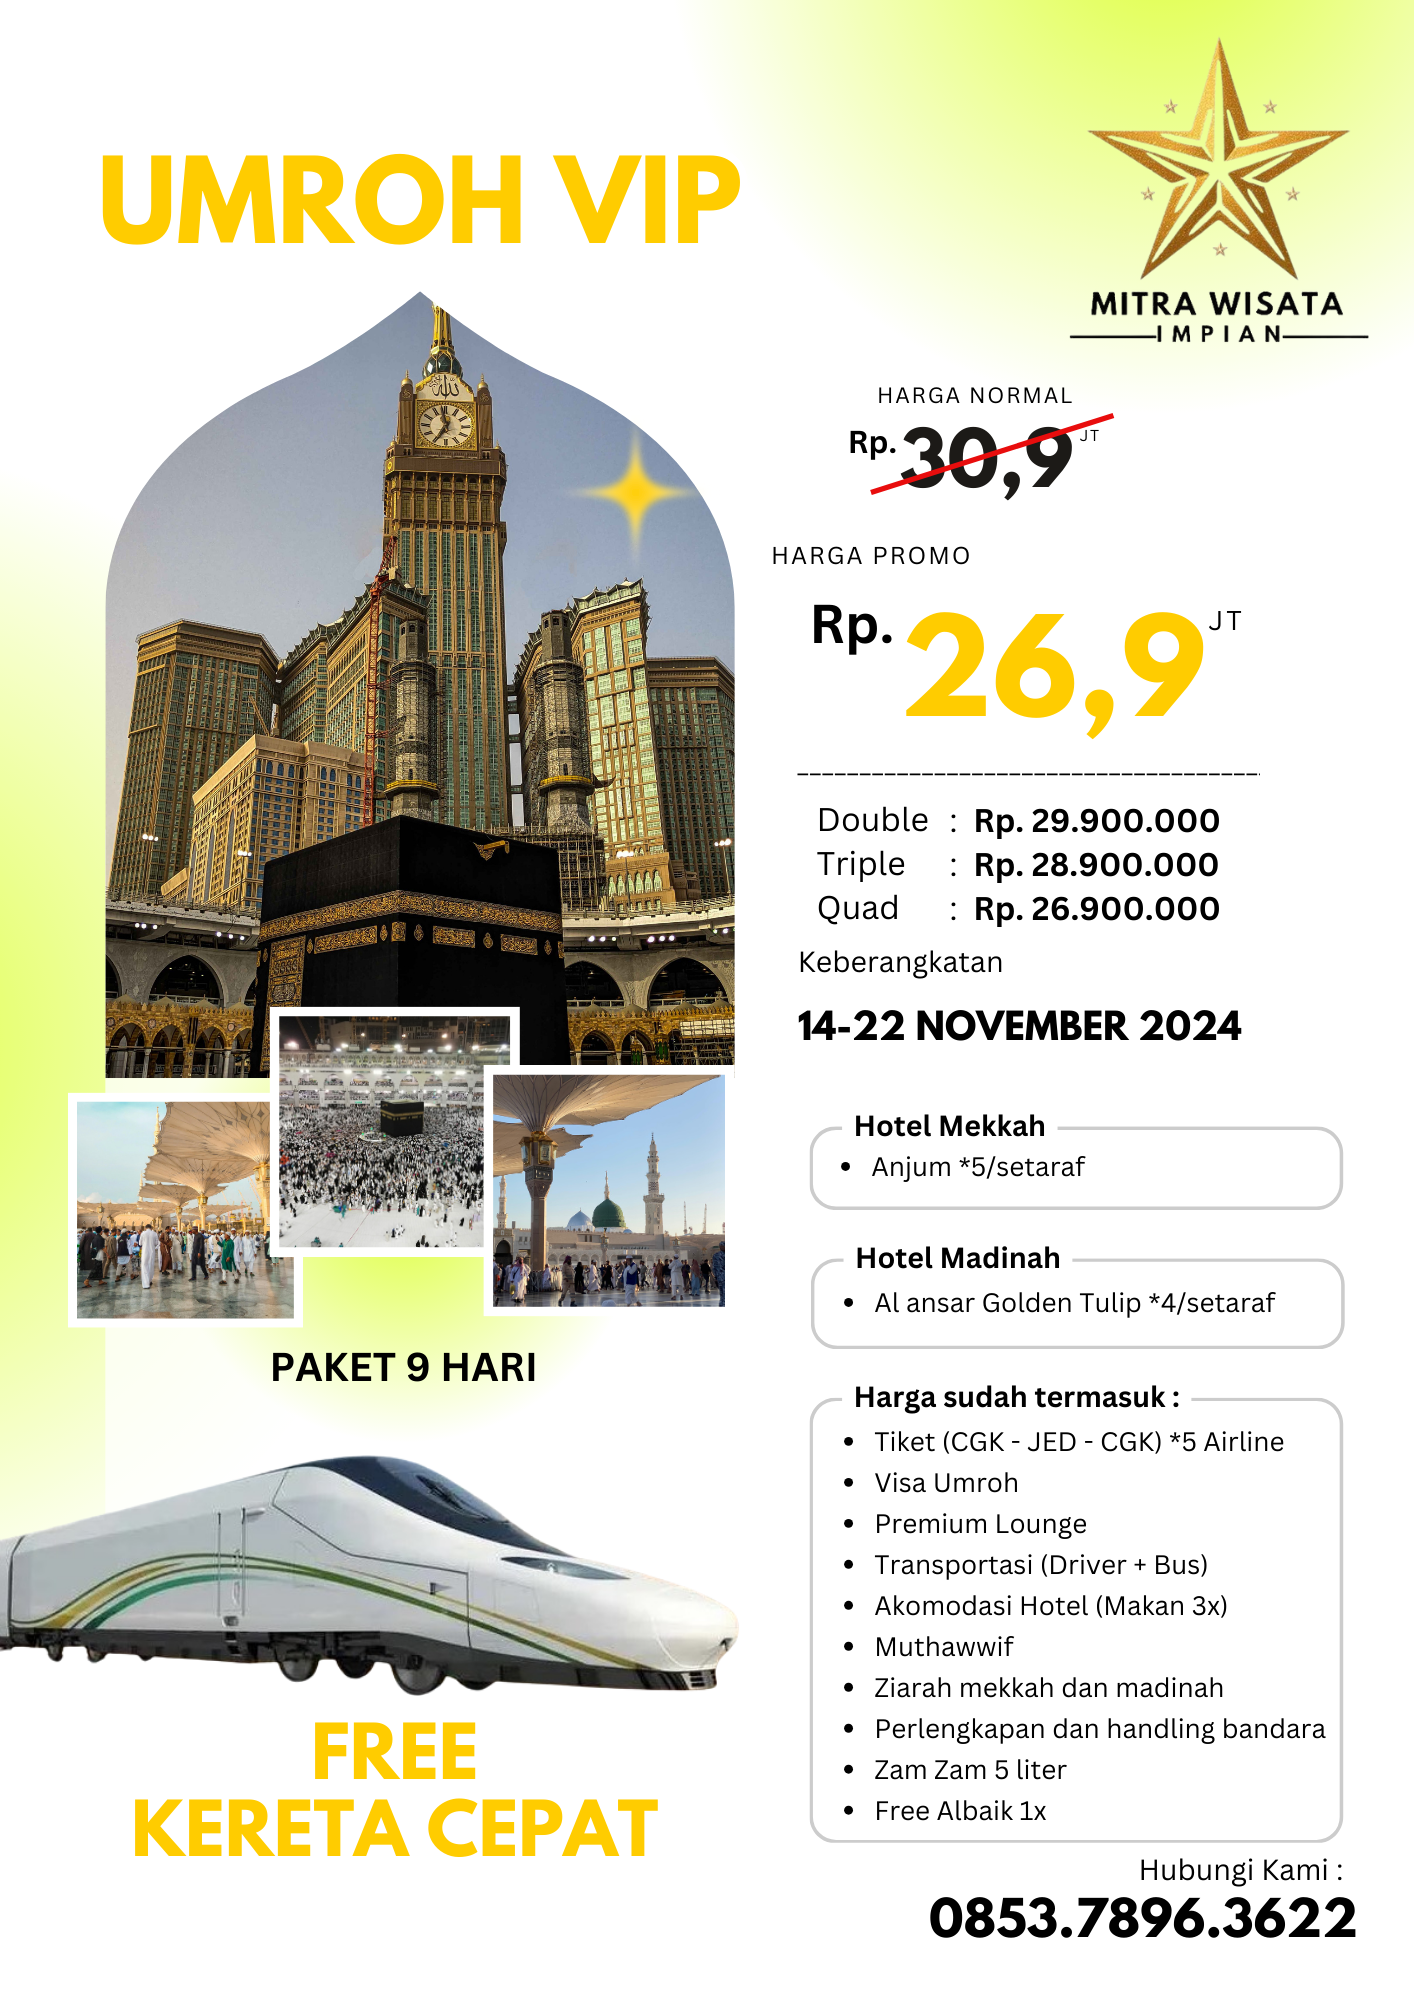 UMROH VIP
MITRA WISATA
IMPIAN
HARGA NORMAL
Rp. 30,9 JT
HARGA PROMO
Rp. 26,9 JT
Double : Rp. 29.900.000
Triple : Rp. 28.900.000
Quad : Rp. 26.900.000
Keberangkatan
14-22 NOVEMBER 2024
Hotel Mekkah
• Anjum *5/setaraf
Hotel Madinah
• Al ansar Golden Tulip *4/setaraf
Harga sudah termasuk :
• Tiket (CGK - JED - CGK) *5 Airline
• Visa Umroh
• Premium Lounge
• Transportasi (Driver + Bus)
• Akomodasi Hotel (Makan 3x)
• Muthawwif
• Ziarah mekkah dan madinah
• Perlengkapan dan handling bandara
• Zam Zam 5 liter
• Free Albaik 1x
PAKET 9 HARI
FREE
KERETA CEPAT
Hubungi Kami :
0853.7896.3622